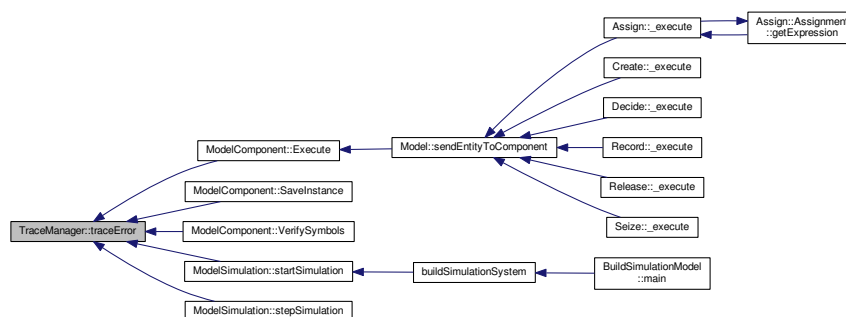 Assign::_execute
Assign::Assignment
::getExpression
Create::_execute
Decide::_execute
ModelComponent::Execute
Model::sendEntityToComponent
Record::_execute
ModelComponent::SaveInstance
Release::_execute
TraceManager::traceError
ModelComponent::VerifySymbols
Seize::_execute
ModelSimulation::startSimulation
buildSimulationSystem
BuildSimulationModel
::main
ModelSimulation::stepSimulation